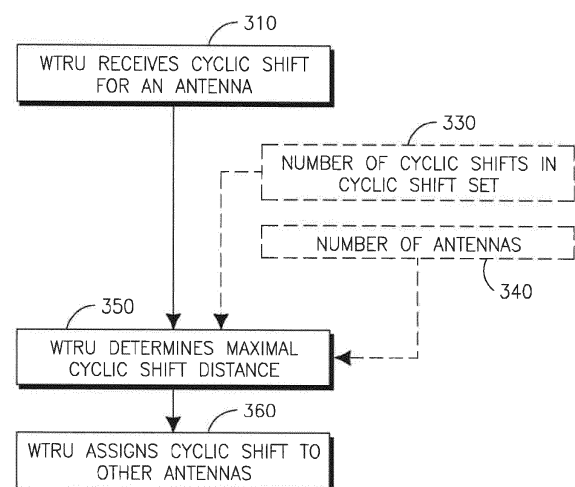 310
WTRU RECEIVES CYCLIC SHIFT
FOR AN ANTENNA
330
NUMBER OF CYCLIC SHIFTS IN
CYCLIC SHIFT SET
NUMBER OF ANTENNAS
340
350
WTRU DETERMINES MAXIMAL
CYCLIC SHIFT DISTANCE
360
WTRU ASSIGNS CYCLIC SHIFT TO
OTHER ANTENNAS